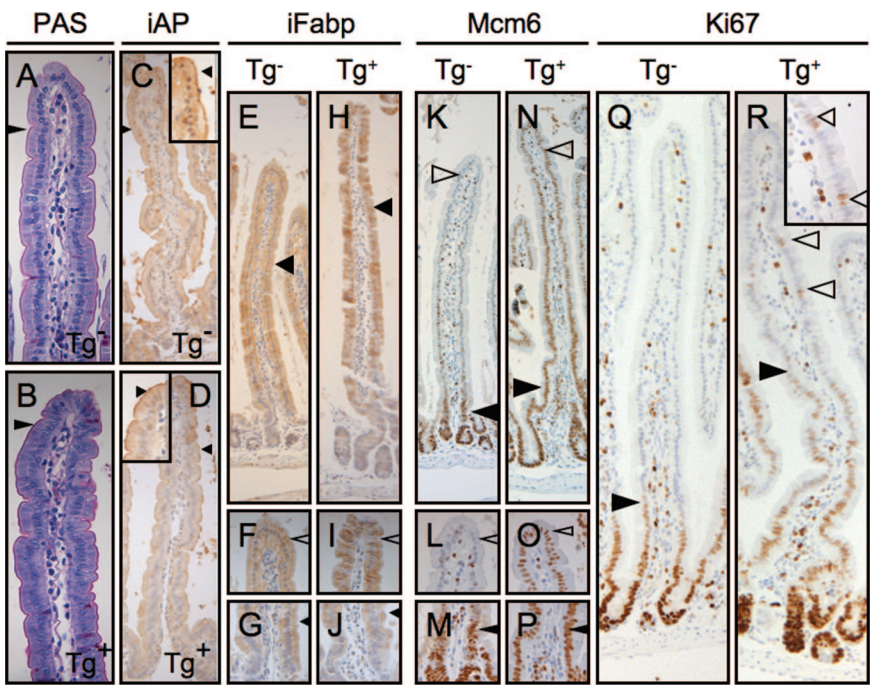 PAS iAP iFabp Mcm6 Ki67
Tg- Tg+ Tg- Tg+ Tg- Tg+
A C E H K N Q R
Tg- Tg-
B D
F I L O
G J M P
Tg+ Tg+